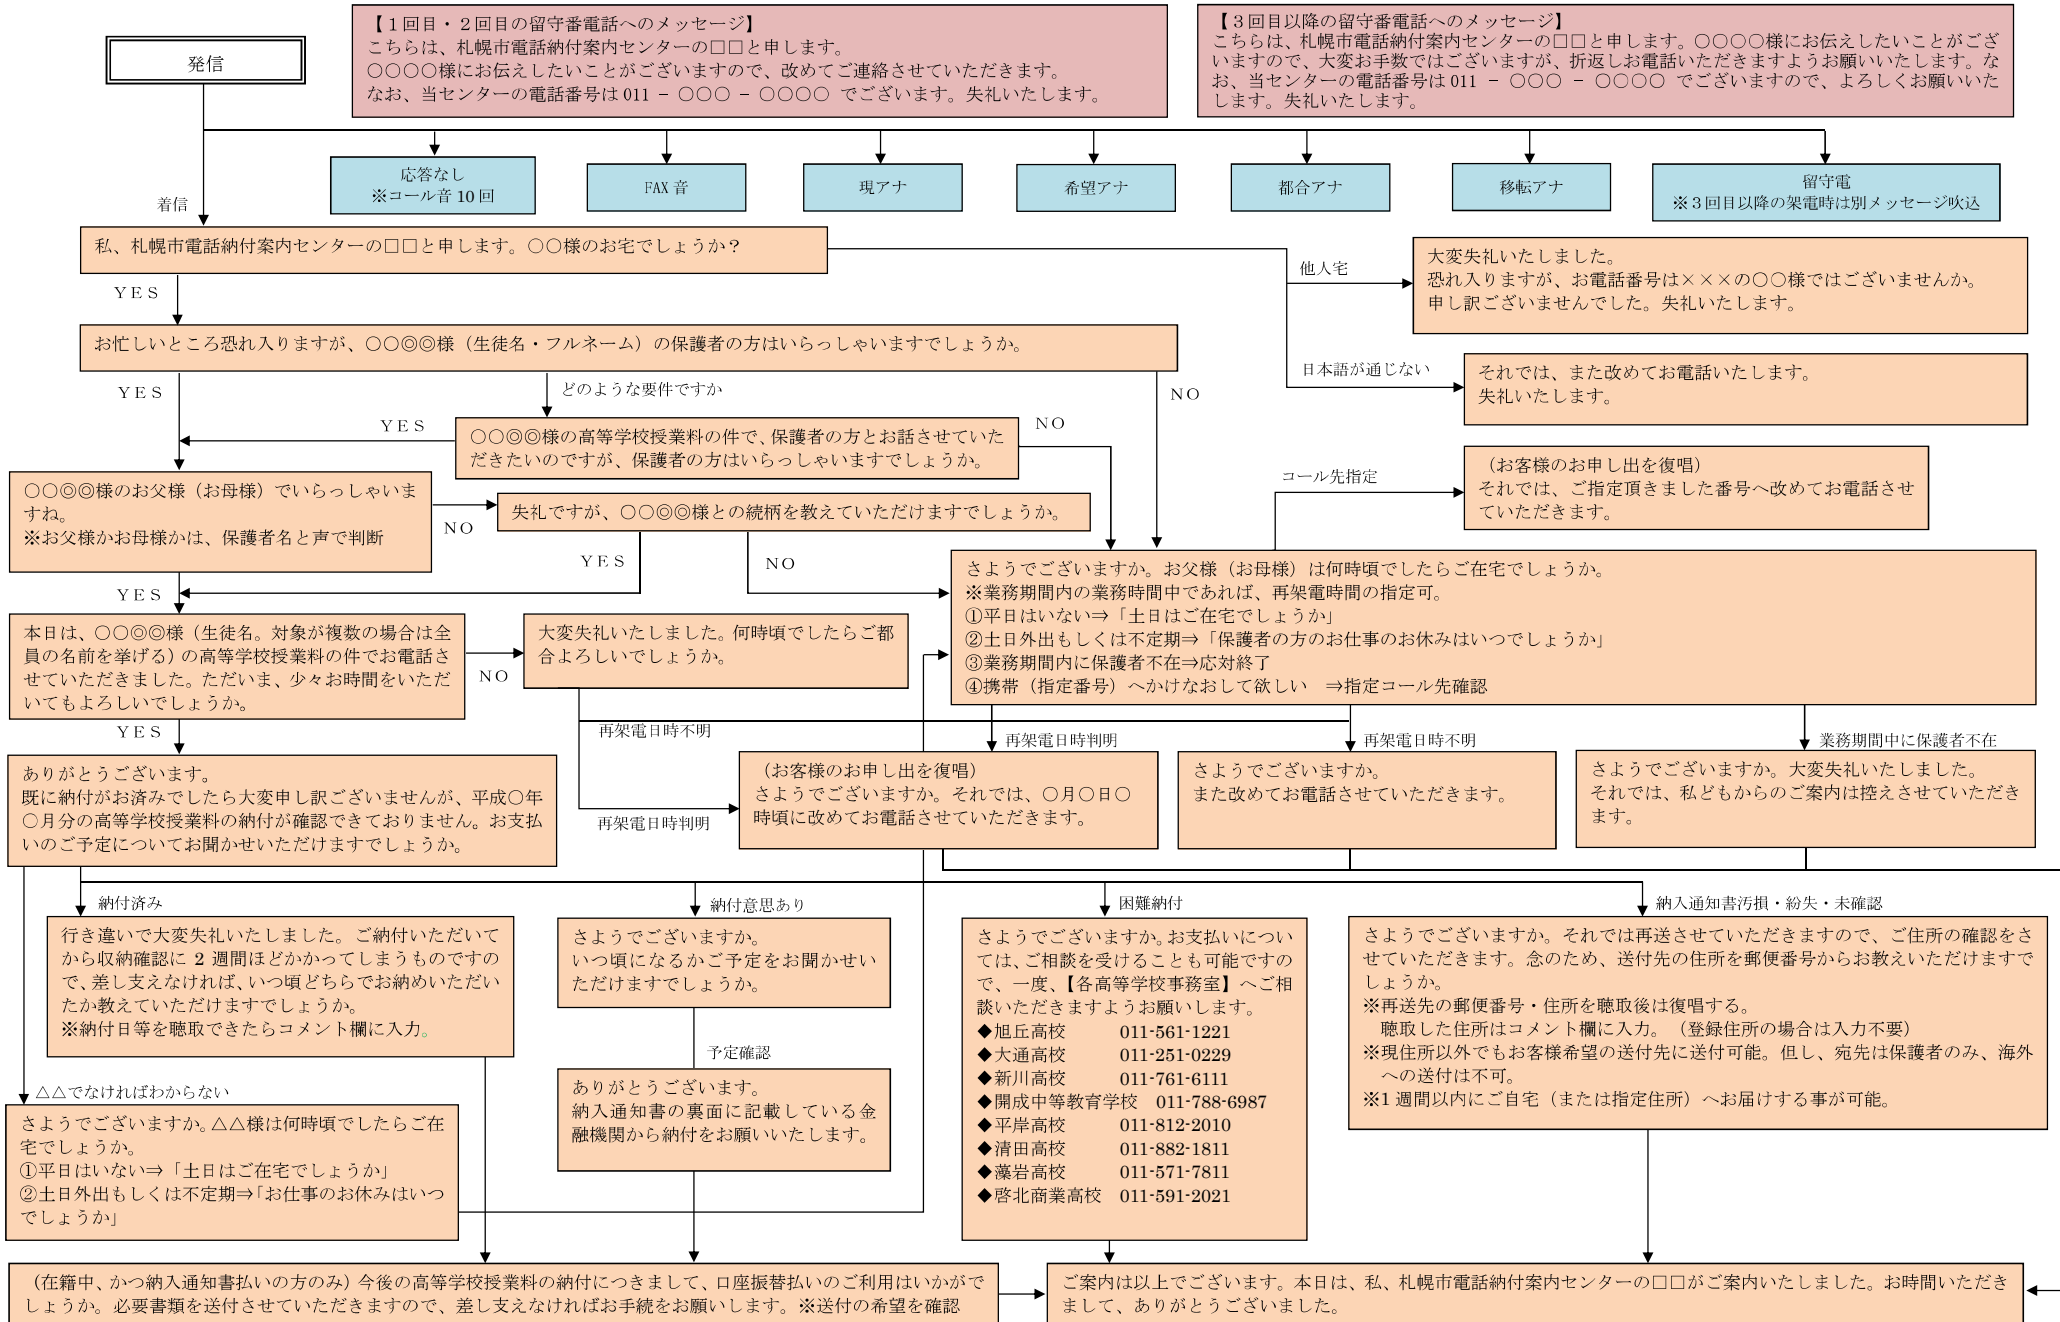 発信
【１回目・２回目の留守番電話へのメッセージ】
こちらは、札幌市電話納付案内センターの□□と申します。
○○○○様にお伝えしたいことがございますので、改めてご連絡させていただきます。
なお、当センターの電話番号は 011 － ○○○ － ○○○○ でございます。失礼いたします。
【３回目以降の留守番電話へのメッセージ】
こちらは、札幌市電話納付案内センターの□□と申します。○○○○様にお伝えしたいことがござ
いますので、大変お手数ではございますが、折返しお電話いただきますようお願いいたします。な
お、当センターの電話番号は 011 － ○○○ － ○○○○ でございますので、よろしくお願いいた
します。失礼いたします。
応答なし
※コール音 10 回
FAX 音
現アナ
希望アナ
都合アナ
移転アナ
留守電
※３回目以降の架電時は別メッセージ吹込
着信
私、札幌市電話納付案内センターの□□と申します。○○様のお宅でしょうか？
他人宅
大変失礼いたしました。
恐れ入りますが、お電話番号は×××の○○様ではございませんか。
申し訳ございませんでした。失礼いたします。
ＹＥＳ
お忙しいところ恐れ入りますが、○○◎◎様（生徒名・フルネーム）の保護者の方はいらっしゃいますでしょうか。
日本語が通じない
それでは、また改めてお電話いたします。
失礼いたします。
ＹＥＳ
どのような要件ですか
ＮＯ
ＹＥＳ
○○◎◎様の高等学校授業料の件で、保護者の方とお話させていた
だきたいのですが、保護者の方はいらっしゃいますでしょうか。
ＮＯ
コール先指定
（お客様のお申し出を復唱）
それでは、ご指定頂きました番号へ改めてお電話させ
ていただきます。
○○◎◎様のお父様（お母様）でいらっしゃいま
すね。
※お父様かお母様かは、保護者名と声で判断
ＮＯ
失礼ですが、○○◎◎様との続柄を教えていただけますでしょうか。
ＹＥＳ
ＮＯ
さようでございますか。お父様（お母様）は何時頃でしたらご在宅でしょうか。
※業務期間内の業務時間中であれば、再架電時間の指定可。
①平日はいない⇒「土日はご在宅でしょうか」
②土日外出もしくは不定期⇒「保護者の方のお仕事のお休みはいつでしょうか」
③業務期間内に保護者不在⇒応対終了
④携帯（指定番号）へかけなおして欲しい　⇒指定コール先確認
ＹＥＳ
本日は、○○◎◎様（生徒名。対象が複数の場合は全
員の名前を挙げる）の高等学校授業料の件でお電話さ
せていただきました。ただいま、少々お時間をいただ
いてもよろしいでしょうか。
ＮＯ
大変失礼いたしました。何時頃でしたらご都
合よろしいでしょうか。
ＹＥＳ
再架電日時不明
再架電日時判明
再架電日時不明
業務期間中に保護者不在
ありがとうございます。
既に納付がお済みでしたら大変申し訳ございませんが、平成○年
○月分の高等学校授業料の納付が確認できておりません。お支払
いのご予定についてお聞かせいただけますでしょうか。
再架電日時判明
（お客様のお申し出を復唱）
さようでございますか。それでは、○月○日○
時頃に改めてお電話させていただきます。
さようでございますか。
また改めてお電話させていただきます。
さようでございますか。大変失礼いたしました。
それでは、私どもからのご案内は控えさせていただき
ます。
納付済み
行き違いで大変失礼いたしました。ご納付いただいて
から収納確認に 2 週間ほどかかってしまうものですの
で、差し支えなければ、いつ頃どちらでお納めいただい
たか教えていただけますでしょうか。
※納付日等を聴取できたらコメント欄に入力。
納付意思あり
さようでございますか。
いつ頃になるかご予定をお聞かせい
ただけますでしょうか。
予定確認
ありがとうございます。
納入通知書の裏面に記載している金
融機関から納付をお願いいたします。
困難納付
さようでございますか。お支払いについ
ては、ご相談を受けることも可能ですの
で、一度、【各高等学校事務室】へご相
談いただきますようお願いします。
◆旭丘高校　011-561-1221
◆大通高校　011-251-0229
◆新川高校　011-761-6111
◆開成中等教育学校　011-788-6987
◆平岸高校　011-812-2010
◆清田高校　011-882-1811
◆藻岩高校　011-571-7811
◆啓北商業高校　011-591-2021
納入通知書汚損・紛失・未確認
さようでございますか。それでは再送させていただきますので、ご住所の確認をさ
せていただきます。念のため、送付先の住所を郵便番号からお教えいただけますで
しょうか。
※再送先の郵便番号・住所を聴取後は復唱する。
聴取した住所はコメント欄に入力。（登録住所の場合は入力不要）
※現住所以外でもお客様希望の送付先に送付可能。但し、宛先は保護者のみ、海外
への送付は不可。
※1 週間以内にご自宅（または指定住所）へお届けする事が可能。
△△でなければわからない
さようでございますか。△△様は何時頃でしたらご在
宅でしょうか。
①平日はいない⇒「土日はご在宅でしょうか」
②土日外出もしくは不定期⇒「お仕事のお休みはいつ
でしょうか」
（在籍中、かつ納入通知書払いの方のみ）今後の高等学校授業料の納付につきまして、口座振替払いのご利用はいかがで
しょうか。必要書類を送付させていただきますので、差し支えなければお手続をお願いします。※送付の希望を確認
ご案内は以上でございます。本日は、私、札幌市電話納付案内センターの□□がご案内いたしました。お時間いただき
まして、ありがとうございました。